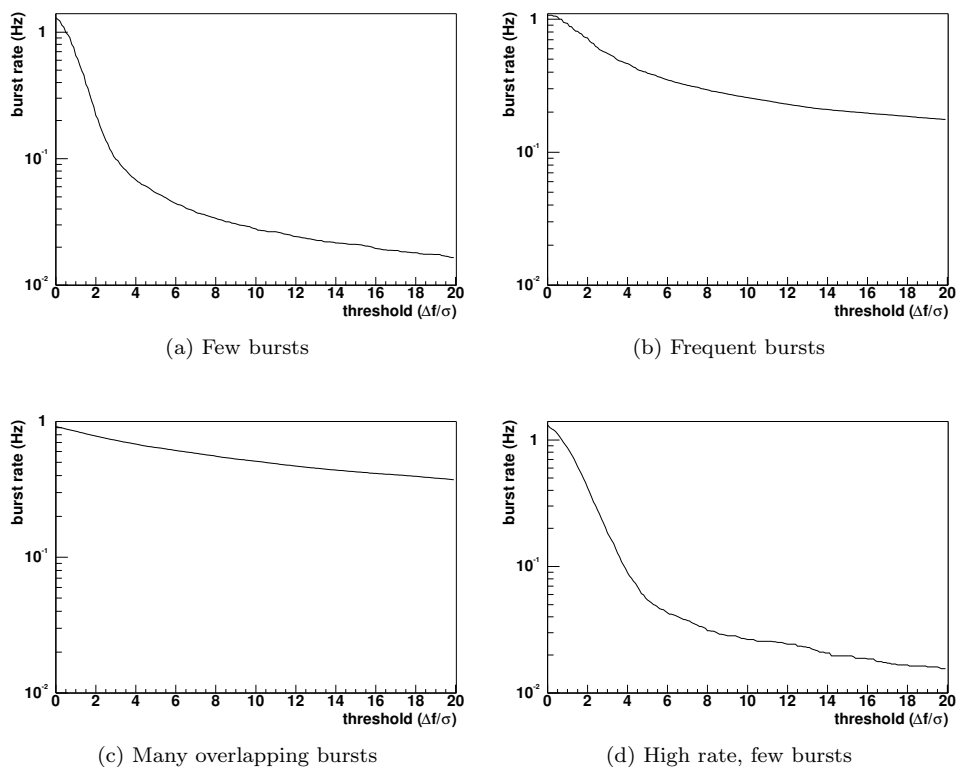 burst rate (Hz)
1
10⁻¹
10⁻²
0 2 4 6 8 10 12 14 16 18 20
threshold (Δf/σ)
(a) Few bursts
burst rate (Hz)
1
10⁻¹
10⁻²
0 2 4 6 8 10 12 14 16 18 20
threshold (Δf/σ)
(b) Frequent bursts
burst rate (Hz)
1
10⁻¹
10⁻²
0 2 4 6 8 10 12 14 16 18 20
threshold (Δf/σ)
(c) Many overlapping bursts
burst rate (Hz)
1
10⁻¹
10⁻²
0 2 4 6 8 10 12 14 16 18 20
threshold (Δf/σ)
(d) High rate, few bursts